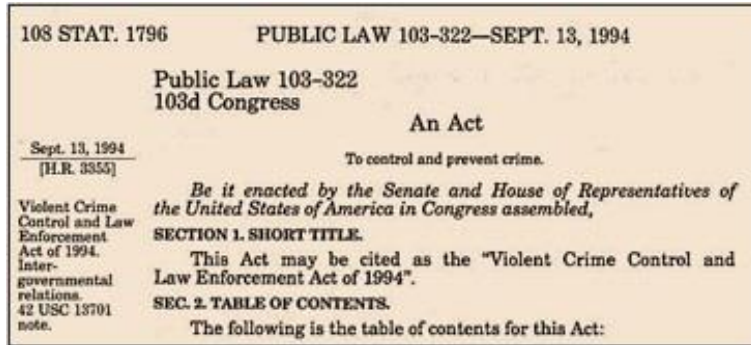 108 STAT. 1796
PUBLIC LAW 103–322—SEPT. 13, 1994
Public Law 103–322
103d Congress
An Act
Sept. 13, 1994
[H.R. 3355]
To control and prevent crime.
Be it enacted by the Senate and House of Representatives of
the United States of America in Congress assembled,
Violent Crime
Control and Law
Enforcement
Act of 1994.
Inter-
governmental
relations.
42 USC 13701
note.
SECTION 1. SHORT TITLE.
This Act may be cited as the “Violent Crime Control and
Law Enforcement Act of 1994”.
SEC. 2. TABLE OF CONTENTS.
The following is the table of contents for this Act: